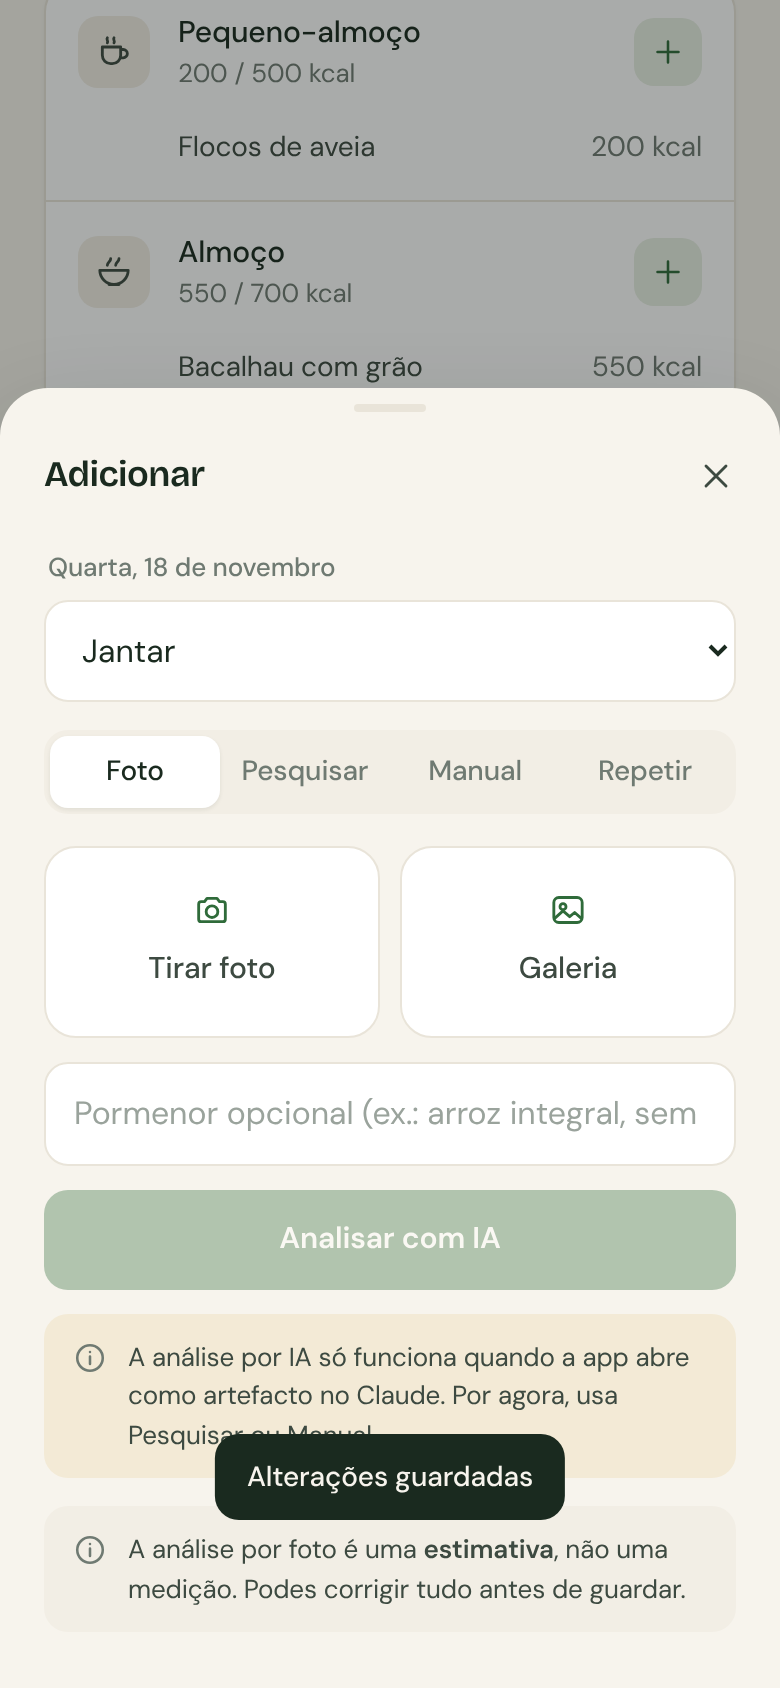 Pequeno-almoço
200 / 500 kcal
Flocos de aveia 200 kcal
Almoço
550 / 700 kcal
Bacalhau com grão 550 kcal
Adicionar
Quarta, 18 de novembro
Jantar
Foto Pesquisar Manual Repetir
Tirar foto Galeria
Pormenor opcional (ex.: arroz integral, sem
Analisar com IA
A análise por IA só funciona quando a app abre
como artefacto no Claude. Por agora, usa
Pesquisar ou Manual.
Alterações guardadas
A análise por foto é uma estimativa, não uma
medição. Podes corrigir tudo antes de guardar.